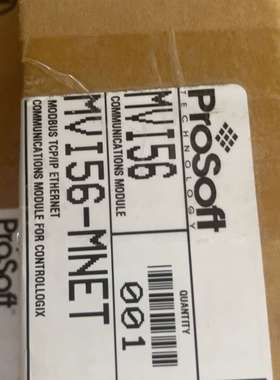 ProSoft
TECHNOLOGY
MVI56
COMMUNICATIONS MODULE
QUANTITY
001
MVI56-MNET
MODBUS TCP/IP ETHERNET
COMMUNICATIONS MODULE FOR CONTROLLOGIX
ProSoft